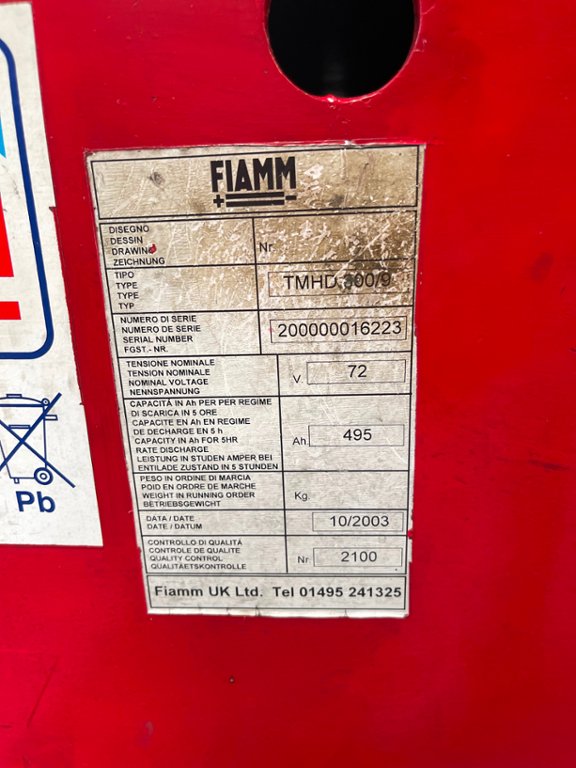 FIAMM
DISEGNO
DESSIN
DRAWING
ZEICHNUNG
Nr.
TIPO
TYPE
TYPE
TYP
TMHD 800/9
NUMERO DI SERIE
NUMERO DE SERIE
SERIAL NUMBER
FGST.- NR.
200000016223
TENSIONE NOMINALE
TENSION NOMINALE
NOMINAL VOLTAGE
NENNSPANNUNG
V 72
CAPACITÁ IN Ah PER PER REGIME
DI SCARICA IN 5 ORE
CAPACITE EN Ah EN REGIME
DE DECHARGE EN 5 h
CAPACITY IN Ah FOR 5HR
RATE DISCHARGE
LEISTUNG IN STUDEN AMPER BEI
ENTILADE ZUSTAND IN 5 STUNDEN
Ah. 495
PESO IN ORDINE DI MARCIA
POID EN ORDRE DE MARCHE
WEIGHT IN RUNNING ORDER
BETRIEBSGEWICHT
Kg.
DATA / DATE
DATE / DATUM
10/2003
CONTROLLO DI QUALITÁ
CONTROLE DE QUALITE
QUALITY CONTROL
QUALITAETSKONTROLLE
Nr 2100
Fiamm UK Ltd. Tel 01495 241325
Pb